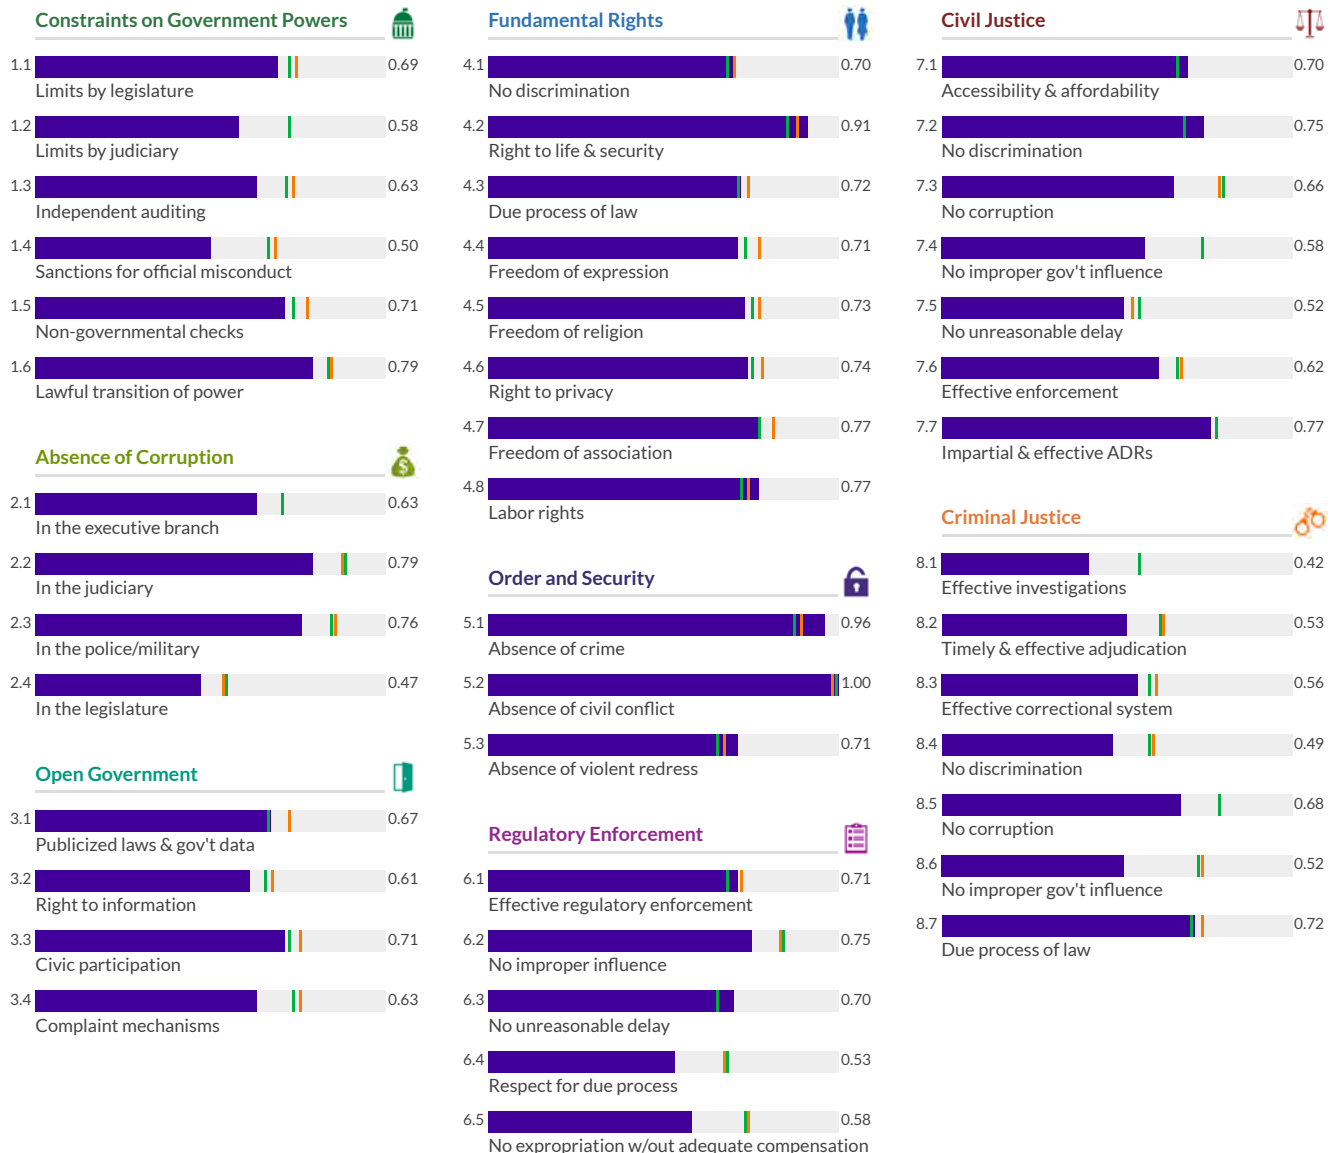 Constraints on Government Powers
1.1 0.69
Limits by legislature
1.2 0.58
Limits by judiciary
1.3 0.63
Independent auditing
1.4 0.50
Sanctions for official misconduct
1.5 0.71
Non-governmental checks
1.6 0.79
Lawful transition of power
Absence of Corruption
2.1 0.63
In the executive branch
2.2 0.79
In the judiciary
2.3 0.76
In the police/military
2.4 0.47
In the legislature
Open Government
3.1 0.67
Publicized laws & gov't data
3.2 0.61
Right to information
3.3 0.71
Civic participation
3.4 0.63
Complaint mechanisms
Fundamental Rights
4.1 0.70
No discrimination
4.2 0.91
Right to life & security
4.3 0.72
Due process of law
4.4 0.71
Freedom of expression
4.5 0.73
Freedom of religion
4.6 0.74
Right to privacy
4.7 0.77
Freedom of association
4.8 0.77
Labor rights
Order and Security
5.1 0.96
Absence of crime
5.2 1.00
Absence of civil conflict
5.3 0.71
Absence of violent redress
Regulatory Enforcement
6.1 0.71
Effective regulatory enforcement
6.2 0.75
No improper influence
6.3 0.70
No unreasonable delay
6.4 0.53
Respect for due process
6.5 0.58
No expropriation w/out adequate compensation
Civil Justice
7.1 0.70
Accessibility & affordability
7.2 0.75
No discrimination
7.3 0.66
No corruption
7.4 0.58
No improper gov't influence
7.5 0.52
No unreasonable delay
7.6 0.62
Effective enforcement
7.7 0.77
Impartial & effective ADRs
Criminal Justice
8.1 0.42
Effective investigations
8.2 0.53
Timely & effective adjudication
8.3 0.56
Effective correctional system
8.4 0.49
No discrimination
8.5 0.68
No corruption
8.6 0.52
No improper gov't influence
8.7 0.72
Due process of law